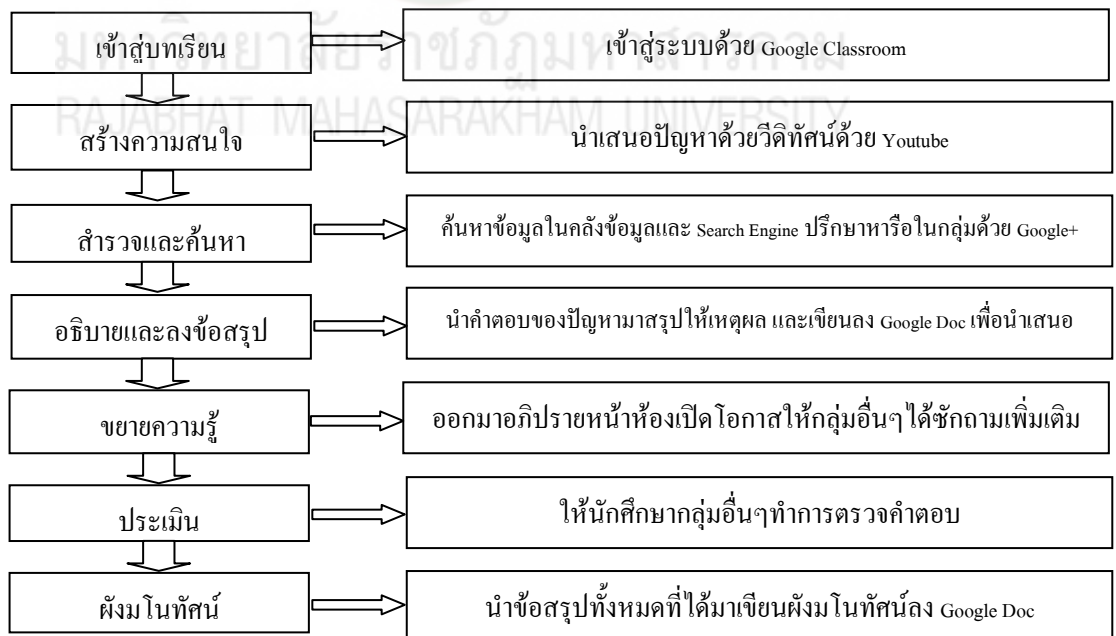 มหาวิทยาลัยราชภัฏมหาสารคาม
RAJABHAT MAHASARAKHAM UNIVERSITY
เข้าสู่บทเรียน
เข้าสู่ระบบด้วย Google Classroom
สร้างความสนใจ
นำเสนอปัญหาด้วยวีดิทัศน์ด้วย Youtube
สำรวจและค้นหา
ค้นหาข้อมูลในคลังข้อมูลและ Search Engine ปรึกษาหารือในกลุ่มด้วย Google+
อธิบายและลงข้อสรุป
นำคำตอบของปัญหามาสรุปให้เหตุผล และเขียนลง Google Doc เพื่อนำเสนอ
ขยายความรู้
ออกมาอภิปรายหน้าห้องเปิดโอกาสให้กลุ่มอื่นๆได้ซักถามเพิ่มเติม
ประเมิน
ให้นักศึกษากลุ่มอื่นๆทำการตรวจคำตอบ
ผังมโนทัศน์
นำข้อสรุปทั้งหมดที่ได้มาเขียนผังมโนทัศน์ลง Google Doc